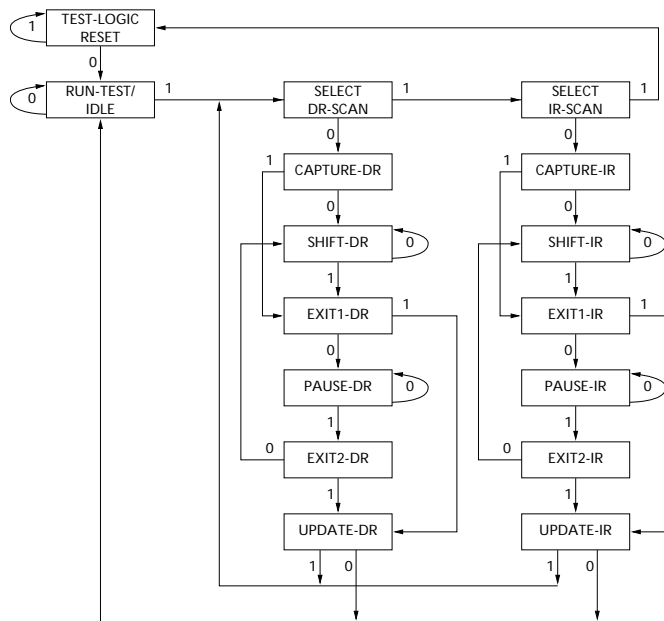 TEST-LOGIC
RESET
1
0
RUN-TEST/
IDLE
0
1
SELECT
DR-SCAN
1
SELECT
IR-SCAN
1
0
0
1
CAPTURE-DR
1
CAPTURE-IR
0
0
SHIFT-DR
0
SHIFT-IR
0
1
1
EXIT1-DR
1
EXIT1-IR
1
0
0
PAUSE-DR
0
PAUSE-IR
0
1
1
0
EXIT2-DR
0
EXIT2-IR
1
1
UPDATE-DR
UPDATE-IR
1
0
1
0